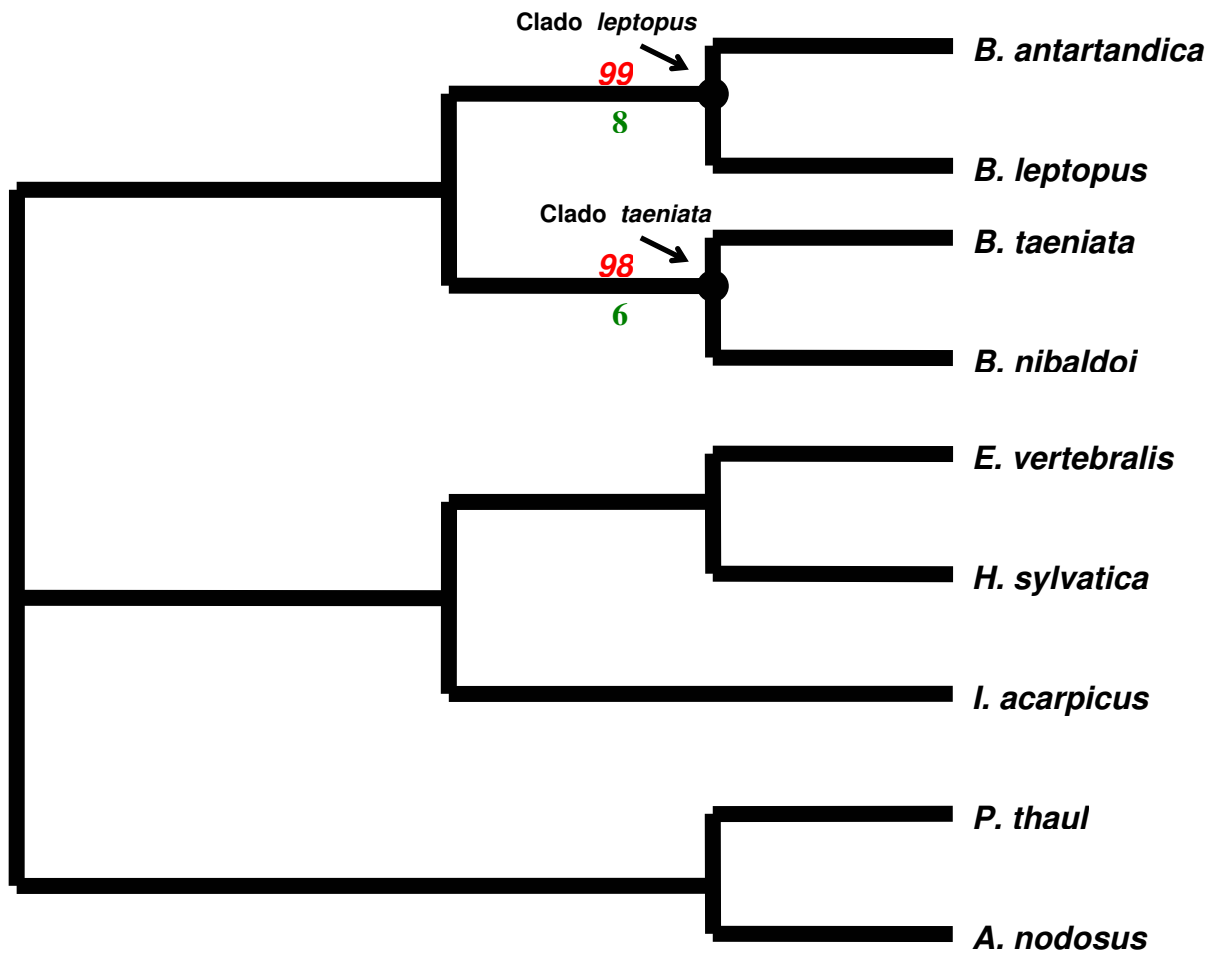 Clado leptopus
B. antartandica
99
8
B. leptopus
Clado taeniata
B. taeniata
98
6
B. nibaldoi
E. vertebralis
H. sylvatica
I. acarpicus
P. thaul
A. nodosus